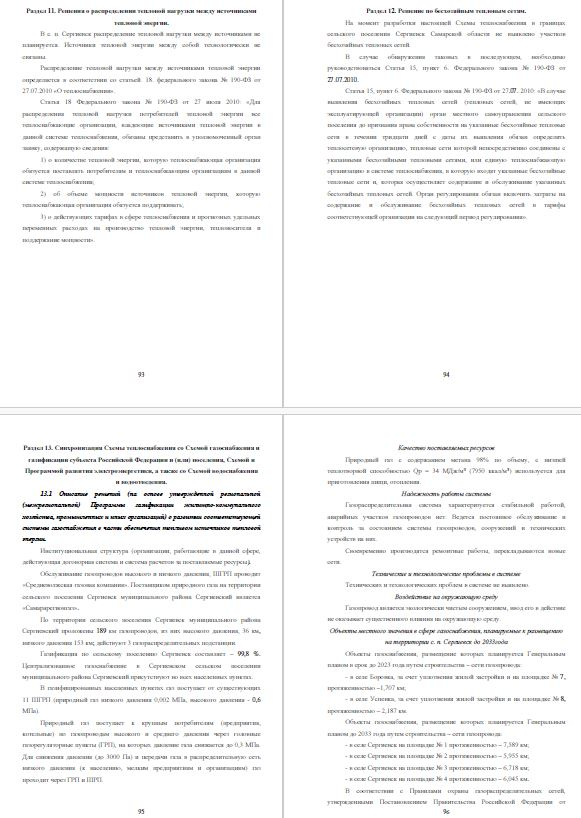 Раздел 11. Решения о распределении тепловой нагрузки между источниками
тепловой энергии.
В с. п. Сергиевск распределение тепловой нагрузки между источниками не
планируется. Источники тепловой энергии между собой технологически не
связаны.
Распределение тепловой нагрузки между источниками тепловой энергии
определяется в соответствии со статьей 18. федерального закона № 190-ФЗ от
27.07.2010 «О теплоснабжении».
Статья 18 Федерального закона № 190-ФЗ от 27 июля 2010: «Для
распределения тепловой нагрузки потребителей тепловой энергии все
теплоснабжающие организации, владеющие источниками тепловой энергии в
данной системе теплоснабжения, обязаны представить в уполномоченный орган
заявку, содержащую сведения:
1) о количестве тепловой энергии, которую теплоснабжающая организация
обязуется поставлять потребителям и теплоснабжающим организациям в данной
системе теплоснабжения;
2) об объеме мощности источников тепловой энергии, которую
теплоснабжающая организация обязуется поддерживать;
3) о действующих тарифах в сфере теплоснабжения и прогнозных удельных
переменных расходах на производство тепловой энергии, теплоносителя и
поддержание мощности».
93
Раздел 12. Решение по бесхозяйным тепловым сетям.
На момент разработки настоящей Схемы теплоснабжения в границах
сельского поселения Сергиевск Самарской области не выявлено участков
бесхозяйных тепловых сетей.
В случае обнаружения таковых в последующем, необходимо
руководствоваться Статья 15, пункт 6. Федерального закона № 190-ФЗ от
27.07.2010.
Статья 15, пункт 6. Федерального закона № 190-ФЗ от 27.07. 2010: «В случае
выявления бесхозяйных тепловых сетей (тепловых сетей, не имеющих
эксплуатирующей организации) орган местного самоуправления сельского
поселения до признания права собственности на указанные бесхозяйные тепловые
сети в течении тридцати дней с даты их выявления обязан определить
теплосетевую организацию, тепловые сети которой непосредственно соединены с
указанными бесхозяйными тепловыми сетями, или единую теплоснабжающую
организацию в системе теплоснабжения, в которую входят указанные бесхозяйные
тепловые сети и, которая осуществляет содержание и обслуживание указанных
бесхозяйных тепловых сетей. Орган регулирования обязан включить затраты на
содержание и обслуживание бесхозяйных тепловых сетей в тарифы
соответствующей организации на следующий период регулирования»
94
Раздел 13. Синхронизация Схемы теплоснабжения со Схемой газоснабжения и
газификации субъекта Российской Федерации и (или) поселения, Схемой и
Программой развития электроэнергетики, а также со Схемой водоснабжения
и водоотведения.
13.1 Описание решений (на основе утвержденной региональной
(межрегиональной) Программы газификации жилищно-коммунального
хозяйства, промышленных и иных организаций) о развитии соответствующей
системы газоснабжения в части обеспечения топливом источников тепловой
энергии.
Институциональная структура (организации, работающие в данной сфере,
действующая договорная система и система расчетов за поставляемые ресурсы).
Обслуживание газопроводов высокого и низкого давления, ШГРП проводит
«Средневолжская газовая компания». Поставщиком природного газа на территории
сельского поселения Сергиевск муниципального района Сергиевский является
«Самарарегионгаз».
По территории сельского поселения Сергиевск муниципального района
Сергиевский проложены 189 км газопроводов, из них высокого давления, 36 км,
низкого давления 153 км; действуют 3 газораспределительных подстанции.
Газификация по сельскому поселению Сергиевск составляет – 99,8 %.
Централизованное газоснабжение в Сергиевском сельском поселении
муниципального района Сергиевский присутствуют во всех населенных пунктах.
В газифицированных населенных пунктах газ поступает от существующих
11 ШГРП (природный газ низкого давления 0,002, высокого давления - 0,6
МПа).
Природный газ поступает к крупным потребителям (предприятия,
котельные) по газопроводам высокого и среднего давления через головные
газорегуляторные пункты (ГРП), на которых давление газа снижается до 0,3 МПа.
Для снижения давления (до 3000 Па) и передачи газа в распределительную сеть
низкого давления (к населению, мелким предприятиям и организациям) газ
проходит через ГРП и ШРП.
95
Качество поставляемых ресурсов
Природный газ с содержанием метана 98% по объему, с низшей
теплотворной способностью Qр = 34 МДж/м³ (7950 ккал/м³) используется для
приготовления пищи, отопления.
Надежность работы системы
Газораспределительная система характеризуется стабильной работой,
аварийных участков газопроводов нет. Ведется постоянное обслуживание и
контроль за состоянием системы газопроводов, сооружений и технических
устройств на них.
Своевременно производятся ремонтные работы, перекладываются новые
сети.
Технические и технологические проблемы в системе
Технических и технологических проблем в системе не выявлено.
Воздействие на окружающую среду
Газопровод является экологически чистым сооружением, ввод его в действие
не оказывает существенного влияния на окружающую среду.
Объекты местного значения в сфере газоснабжения, планируемые к размещению
на территории с. п. Сергиевск до 2033года
Объекты газоснабжения, размещение которых планируется Генеральным
планом в срок до 2023 года путем строительства – сети газопровода:
- в селе Боровка, за счет уплотнения жилой застройки и на площадке № 7,
протяженностью –1,707 км;
- в селе Успенка, за счет уплотнения жилой застройки и на площадке № 8,
протяженностью – 2,187 км.
Объекты газоснабжения, размещение которых планируется Генеральным
планом до 2033 года путем строительства – сети газопровода:
- в селе Сергиевск на площадке № 1 протяженностью – 7,589 км;
- в селе Сергиевск на площадке № 2 протяженностью – 5,955 км;
- в селе Сергиевск на площадке № 3 протяженностью – 6,718 км;
- в селе Сергиевск на площадке № 4 протяженностью – 6,045 км.
В соответствии с Правилами охраны газораспределительных сетей,
утвержденными Постановлением Правительства Российской Федерации от
96